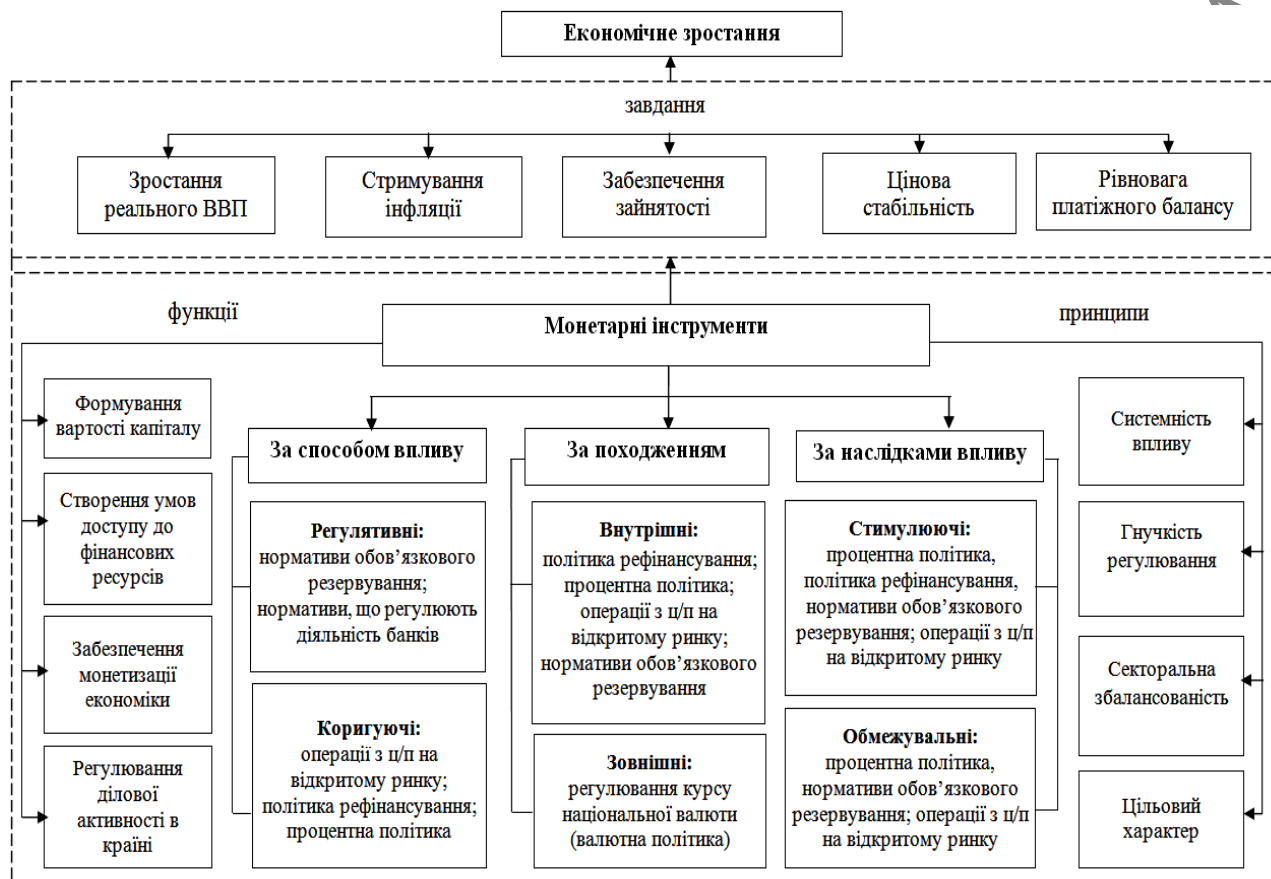 Економічне зростання
завдання
Зростання
реального ВВП
Стримування
інфляції
Забезпечення
зайнятості
Цінова
стабільність
Рівновага
платіжного балансу
функції
Монетарні інструменти
принципи
Формування
вартості капіталу
Створення умов
доступу до
фінансових
ресурсів
Забезпечення
монетизації
економіки
Регулювання
ділової
активності в
країні
За способом впливу
Регулятивні:
нормативи обов’язкового
резервування;
нормативи, що регулюють
діяльність банків
Коригуючі:
операції з ц/п на
відкритому ринку;
політика рефінансування;
процентна політика
За походженням
Внутрішні:
політика рефінансування;
процентна політика;
операції з ц/п на
відкритому ринку;
нормативи обов’язкового
резервування
Зовнішні:
регулювання курсу
національної валюти
(валютна політика)
За наслідками впливу
Стимулюючі:
процентна політика,
політика рефінансування,
нормативи обов’язкового
резервування; операції з ц/п
на відкритому ринку
Обмежувальні:
процентна політика,
нормативи обов’язкового
резервування; операції з ц/п
на відкритому ринку
Системність
впливу
Гнучкість
регулювання
Секторальна
збалансованість
Цільовий
характер